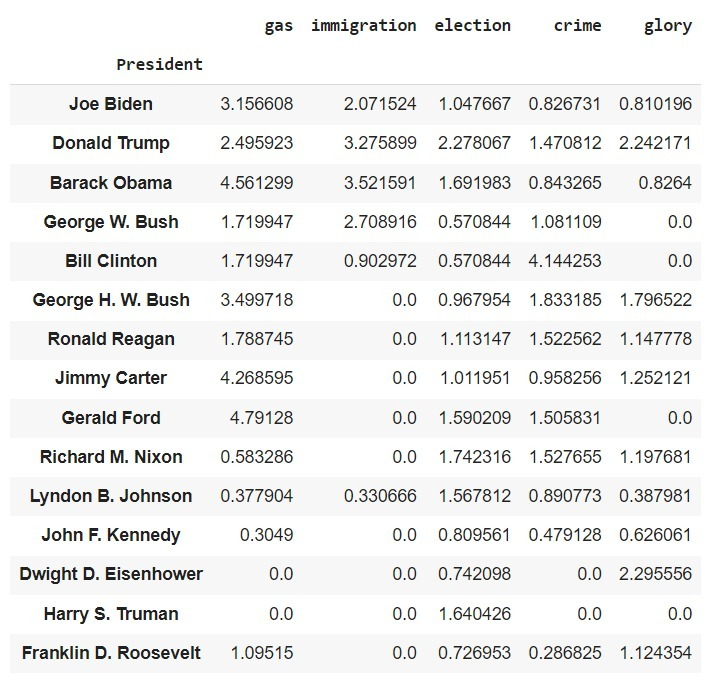 gas immigration election crime glory
President
Joe Biden 3.156608 2.071524 1.047667 0.826731 0.810196
Donald Trump 2.495923 3.275899 2.278067 1.470812 2.242171
Barack Obama 4.561299 3.521591 1.691983 0.843265 0.8264
George W. Bush 1.719947 2.708916 0.570844 1.081109 0.0
Bill Clinton 1.719947 0.902972 0.570844 4.144253 0.0
George H. W. Bush 3.499718 0.0 0.967954 1.833185 1.796522
Ronald Reagan 1.788745 0.0 1.113147 1.522562 1.147778
Jimmy Carter 4.268595 0.0 1.011951 0.958256 1.252121
Gerald Ford 4.79128 0.0 1.590209 1.505831 0.0
Richard M. Nixon 0.583286 0.0 1.742316 1.527655 1.197681
Lyndon B. Johnson 0.377904 0.330666 1.567812 0.890773 0.387981
John F. Kennedy 0.3049 0.0 0.809561 0.479128 0.626061
Dwight D. Eisenhower 0.0 0.0 0.742098 0.0 2.295556
Harry S. Truman 0.0 0.0 1.640426 0.0 0.0
Franklin D. Roosevelt 1.09515 0.0 0.726953 0.286825 1.124354